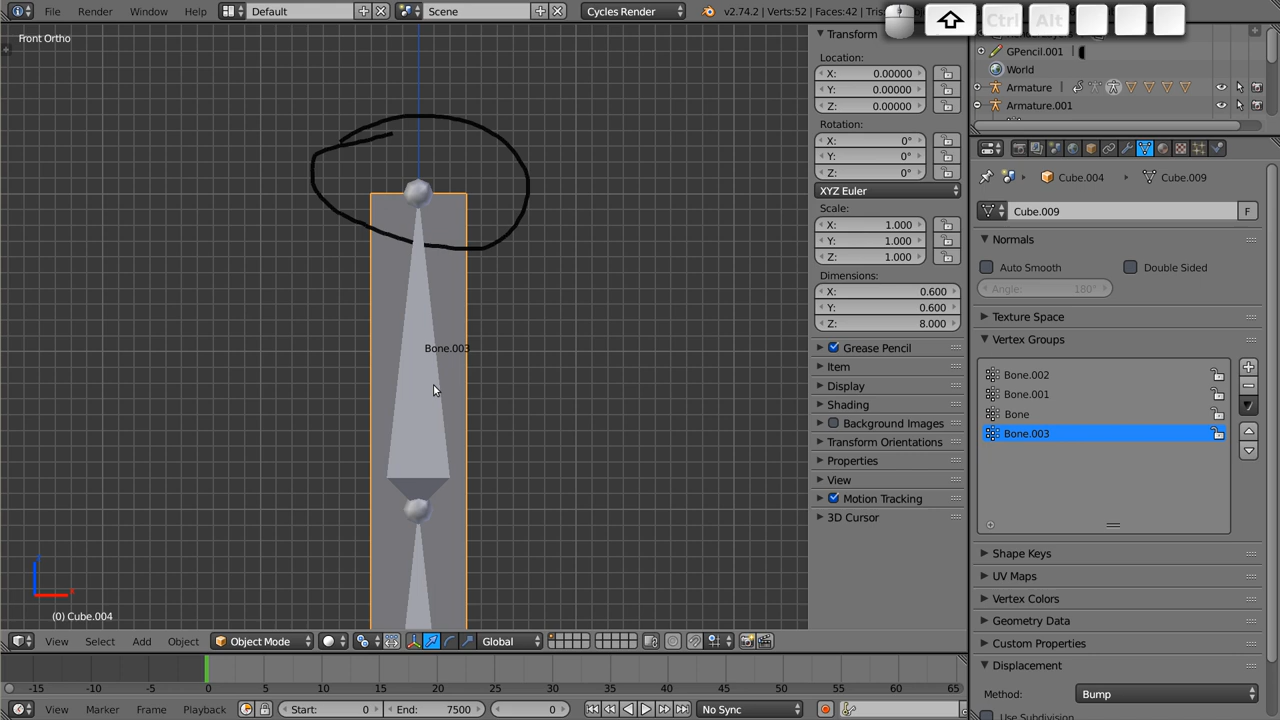 File Render Window Help Default Scene Cycles Render v2.74.2 | Verts:52 | Faces:42 | Tris
Ctrl Alt
Front Ortho
Transform
Location:
X: 0.00000
Y: 0.00000
Z: 0.00000
Rotation:
X: 0°
Y: 0°
Z: 0°
XYZ Euler
Scale:
X: 1.000
Y: 1.000
Z: 1.000
Dimensions:
X: 0.600
Y: 0.600
Z: 8.000
Grease Pencil
Item
Display
Shading
Background Images
Transform Orientations
Properties
View
Motion Tracking
3D Cursor
GPencil.001
World
Armature
Armature.001
Cube.004 Cube.009
Cube.009 F
Normals
Auto Smooth Double Sided
Angle: 180°
Texture Space
Vertex Groups
Bone.002
Bone.001
Bone
Bone.003
Shape Keys
UV Maps
Vertex Colors
Geometry Data
Custom Properties
Displacement
Method: Bump
Use Subdivision
Bone.003
z
x
(0) Cube.004
View Select Add Object Object Mode Global
-15 -10 -5 0 5 10 15 20 25 30 35 40 45 50 55 60 65
View Marker Frame Playback Start: 0 End: 7500 0 No Sync